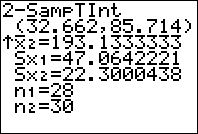 2-SampTInt
(32.662,85.714)
↑x̄₂=193.1333333
Sx₁=47.0642221
Sx₂=22.3000438
n₁=28
n₂=30